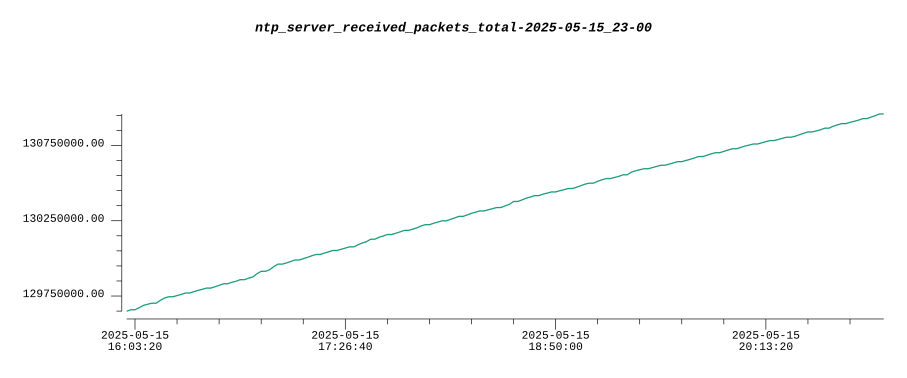 ntp_server_received_packets_total-2025-05-15_23-00
130750000.00
130250000.00
129750000.00
2025-05-15 2025-05-15 2025-05-15 2025-05-15
16:03:20 17:26:40 18:50:00 20:13:20